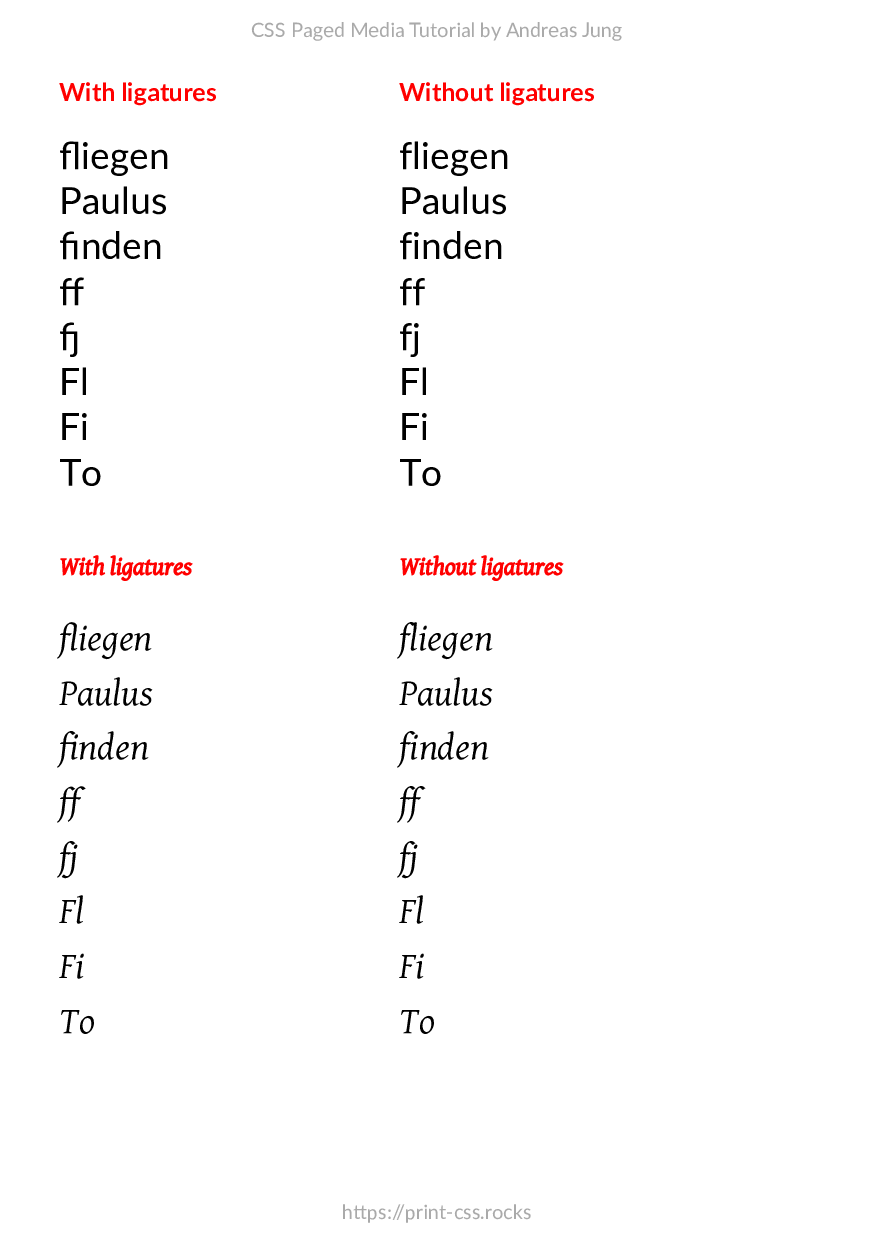 CSS Paged Media Tutorial by Andreas Jung
With ligatures
fliegen
Paulus
finden
ff
fj
Fl
Fi
To
Without ligatures
fliegen
Paulus
finden
ff
fj
Fl
Fi
To
With ligatures
fliegen
Paulus
finden
ff
fj
Fl
Fi
To
Without ligatures
fliegen
Paulus
finden
ff
fj
Fl
Fi
To
https://print-css.rocks